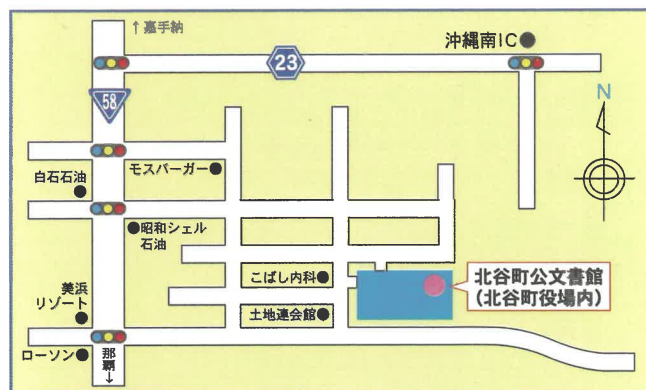 ↑嘉手納
沖縄南IC
23
58
N
モスバーガー
白石石油
昭和シェル
石油
美浜
リゾート
こばし内科
北谷町公文書館
(北谷町役場内)
土地連会館
ローソン
那覇→